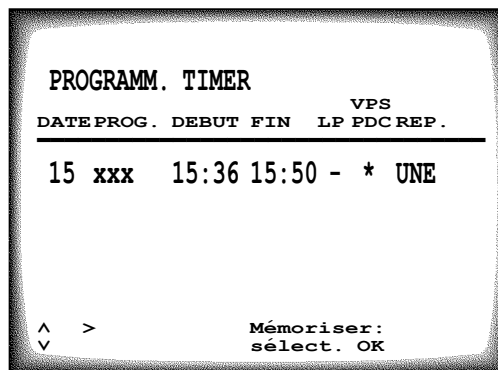 PROGRAMM. TIMER
VPS
DATE PROG. DEBUT FIN LP PDC REP.
15 xxx 15:36 15:50 - * UNE
^ > Mémoriser:
v sélect. OK